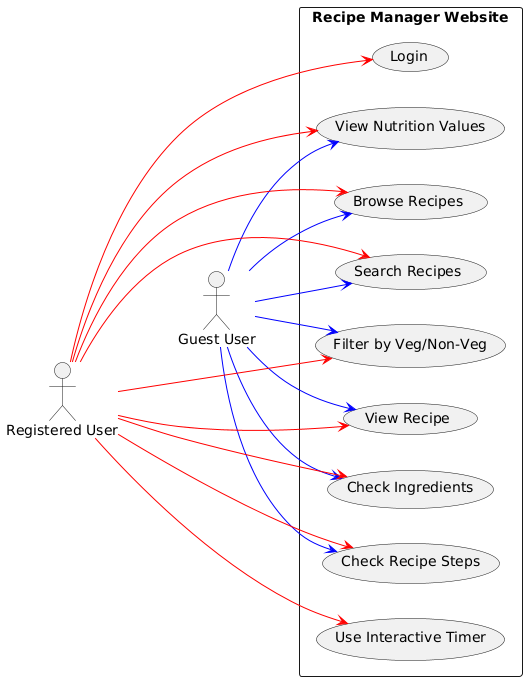 Recipe Manager Website
Login
View Nutrition Values
Browse Recipes
Search Recipes
Guest User
Filter by Veg/Non-Veg
View Recipe
Registered User
Check Ingredients
Check Recipe Steps
Use Interactive Timer